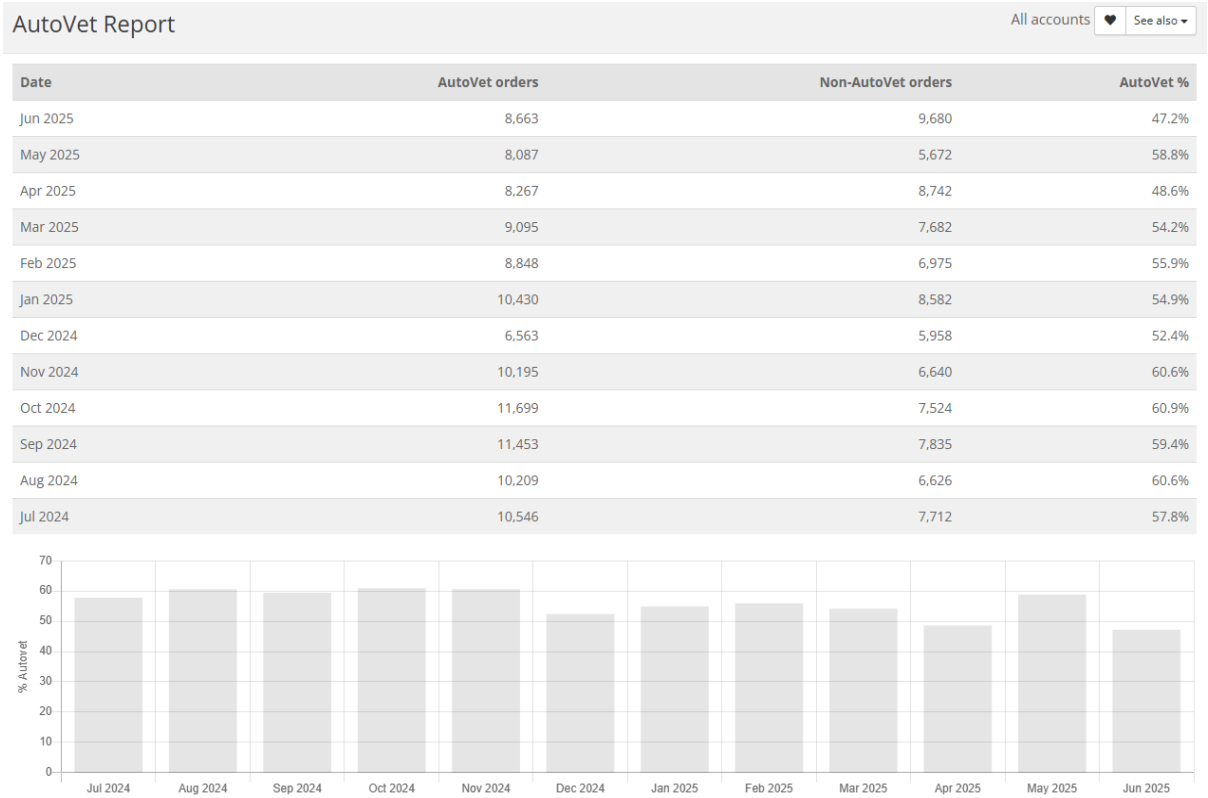 AutoVet Report
All accounts See also
Date AutoVet orders Non-AutoVet orders AutoVet %
Jun 2025 8,663 9,680 47.2%
May 2025 8,087 5,672 58.8%
Apr 2025 8,267 8,742 48.6%
Mar 2025 9,095 7,682 54.2%
Feb 2025 8,848 6,975 55.9%
Jan 2025 10,430 8,582 54.9%
Dec 2024 6,563 5,958 52.4%
Nov 2024 10,195 6,640 60.6%
Oct 2024 11,699 7,524 60.9%
Sep 2024 11,453 7,835 59.4%
Aug 2024 10,209 6,626 60.6%
Jul 2024 10,546 7,712 57.8%
% Autovet
70
60
50
40
30
20
10
0
Jul 2024 Aug 2024 Sep 2024 Oct 2024 Nov 2024 Dec 2024 Jan 2025 Feb 2025 Mar 2025 Apr 2025 May 2025 Jun 2025